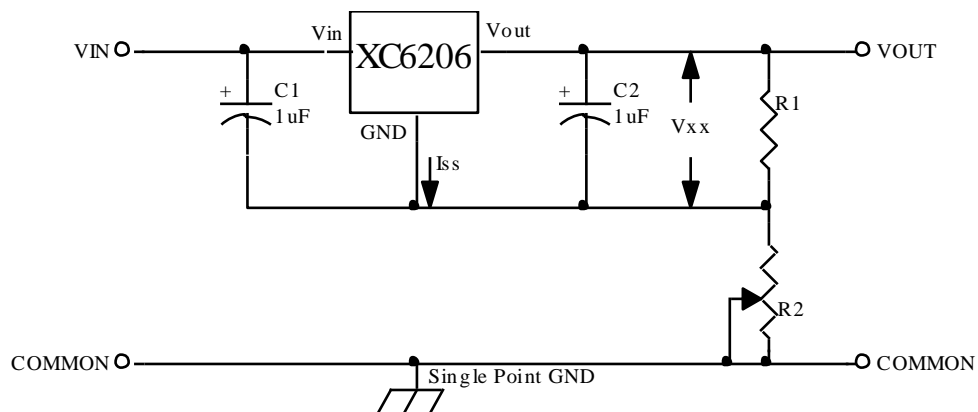 VIN
Vin
XC6206
Vout
VOUT
+
C1
1uF
GND
Iss
+
C2
1uF
Vxx
R1
R2
COMMON
Single Point GND
COMMON